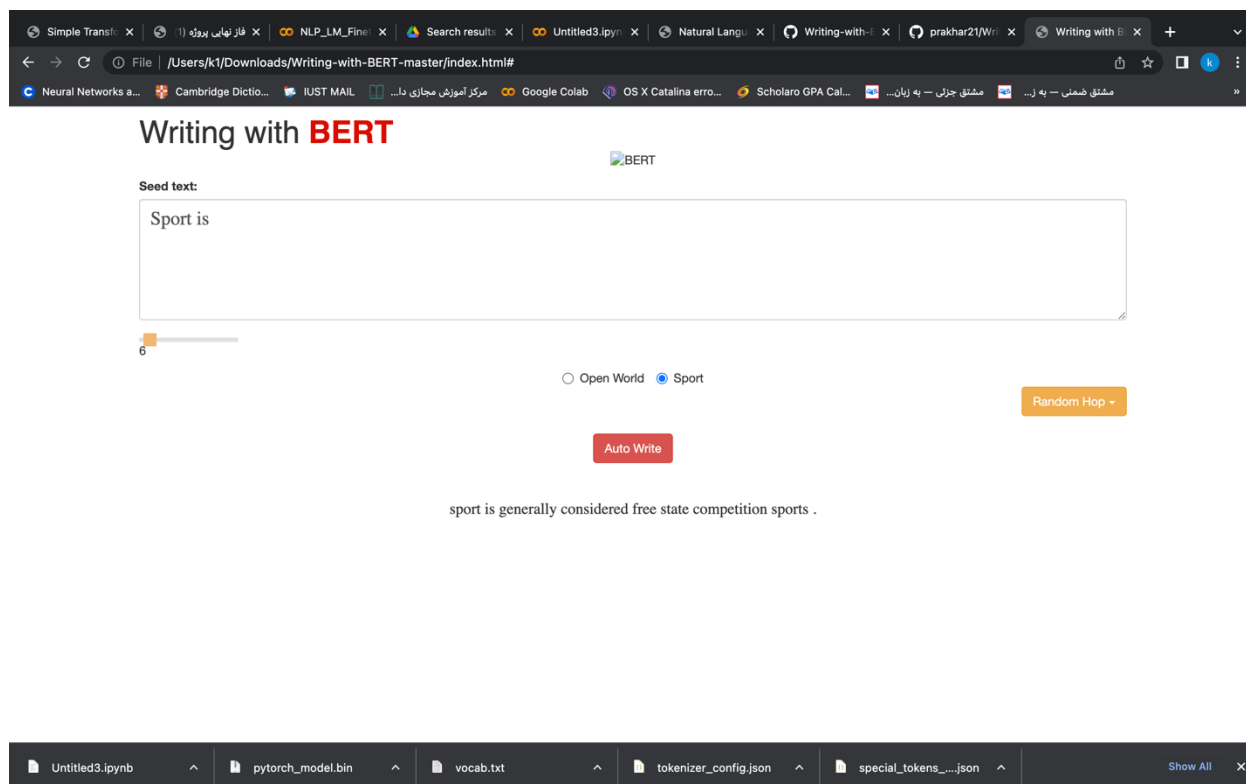 Simple Transfo
فاز نهایی پروژه (1)
NLP_LM_Fine
Search results
Untitled3.ipyn
Natural Langu
Writing-with-B
prakhar21/Wri
Writing with B
File | /Users/k1/Downloads/Writing-with-BERT-master/index.html#
k
Neural Networks a...
Cambridge Dictio...
IUST MAIL
مرکز آموزش مجازی دا...
Google Colab
OS X Catalina erro...
Scholaro GPA Cal...
مشتق جزئی — به زبان...
مشتق ضمنی — به ز...
»
Writing with BERT
BERT
Seed text:
Sport is
6
Open World Sport
Random Hop
Auto Write
sport is generally considered free state competition sports .
Untitled3.ipynb
pytorch_model.bin
vocab.txt
tokenizer_config.json
special_tokens_....json
Show All